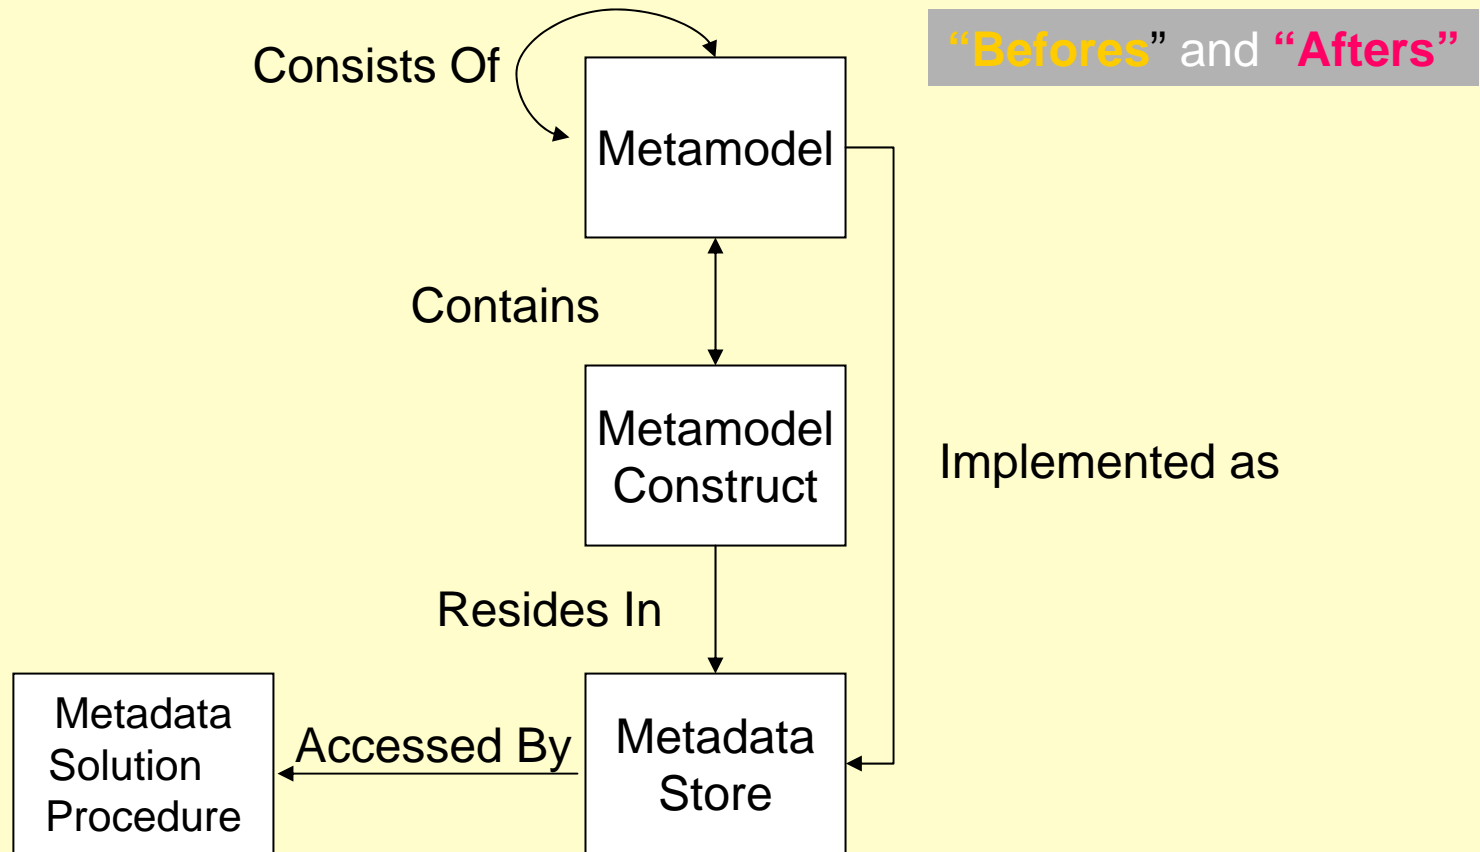 “Befores” and “Afters”
Consists Of
Metamodel
Contains
Metamodel
Construct
Implemented as
Resides In
Metadata
Solution
Procedure
Accessed By
Metadata
Store